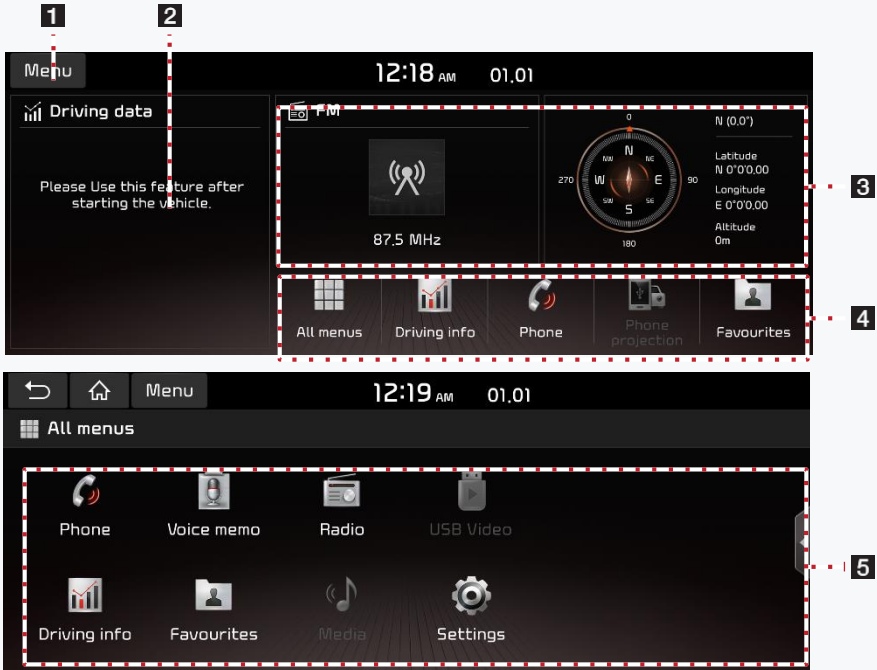 1 2
Menu 12:18 AM 01.01
Driving data
Please Use this feature after
starting the vehicle.
FM
87.5 MHz
0
90
180
270
N
NE
E
SE
S
SW
W
NW
N (0,0°)
Latitude
N 0°0'0,00
Longitude
E 0°0'0,00
Altitude
0m
3
All menus Driving info Phone Phone projection Favourites
4
Menu 12:19 AM 01.01
All menus
Phone Voice memo Radio USB Video
5
Driving info Favourites Media Settings